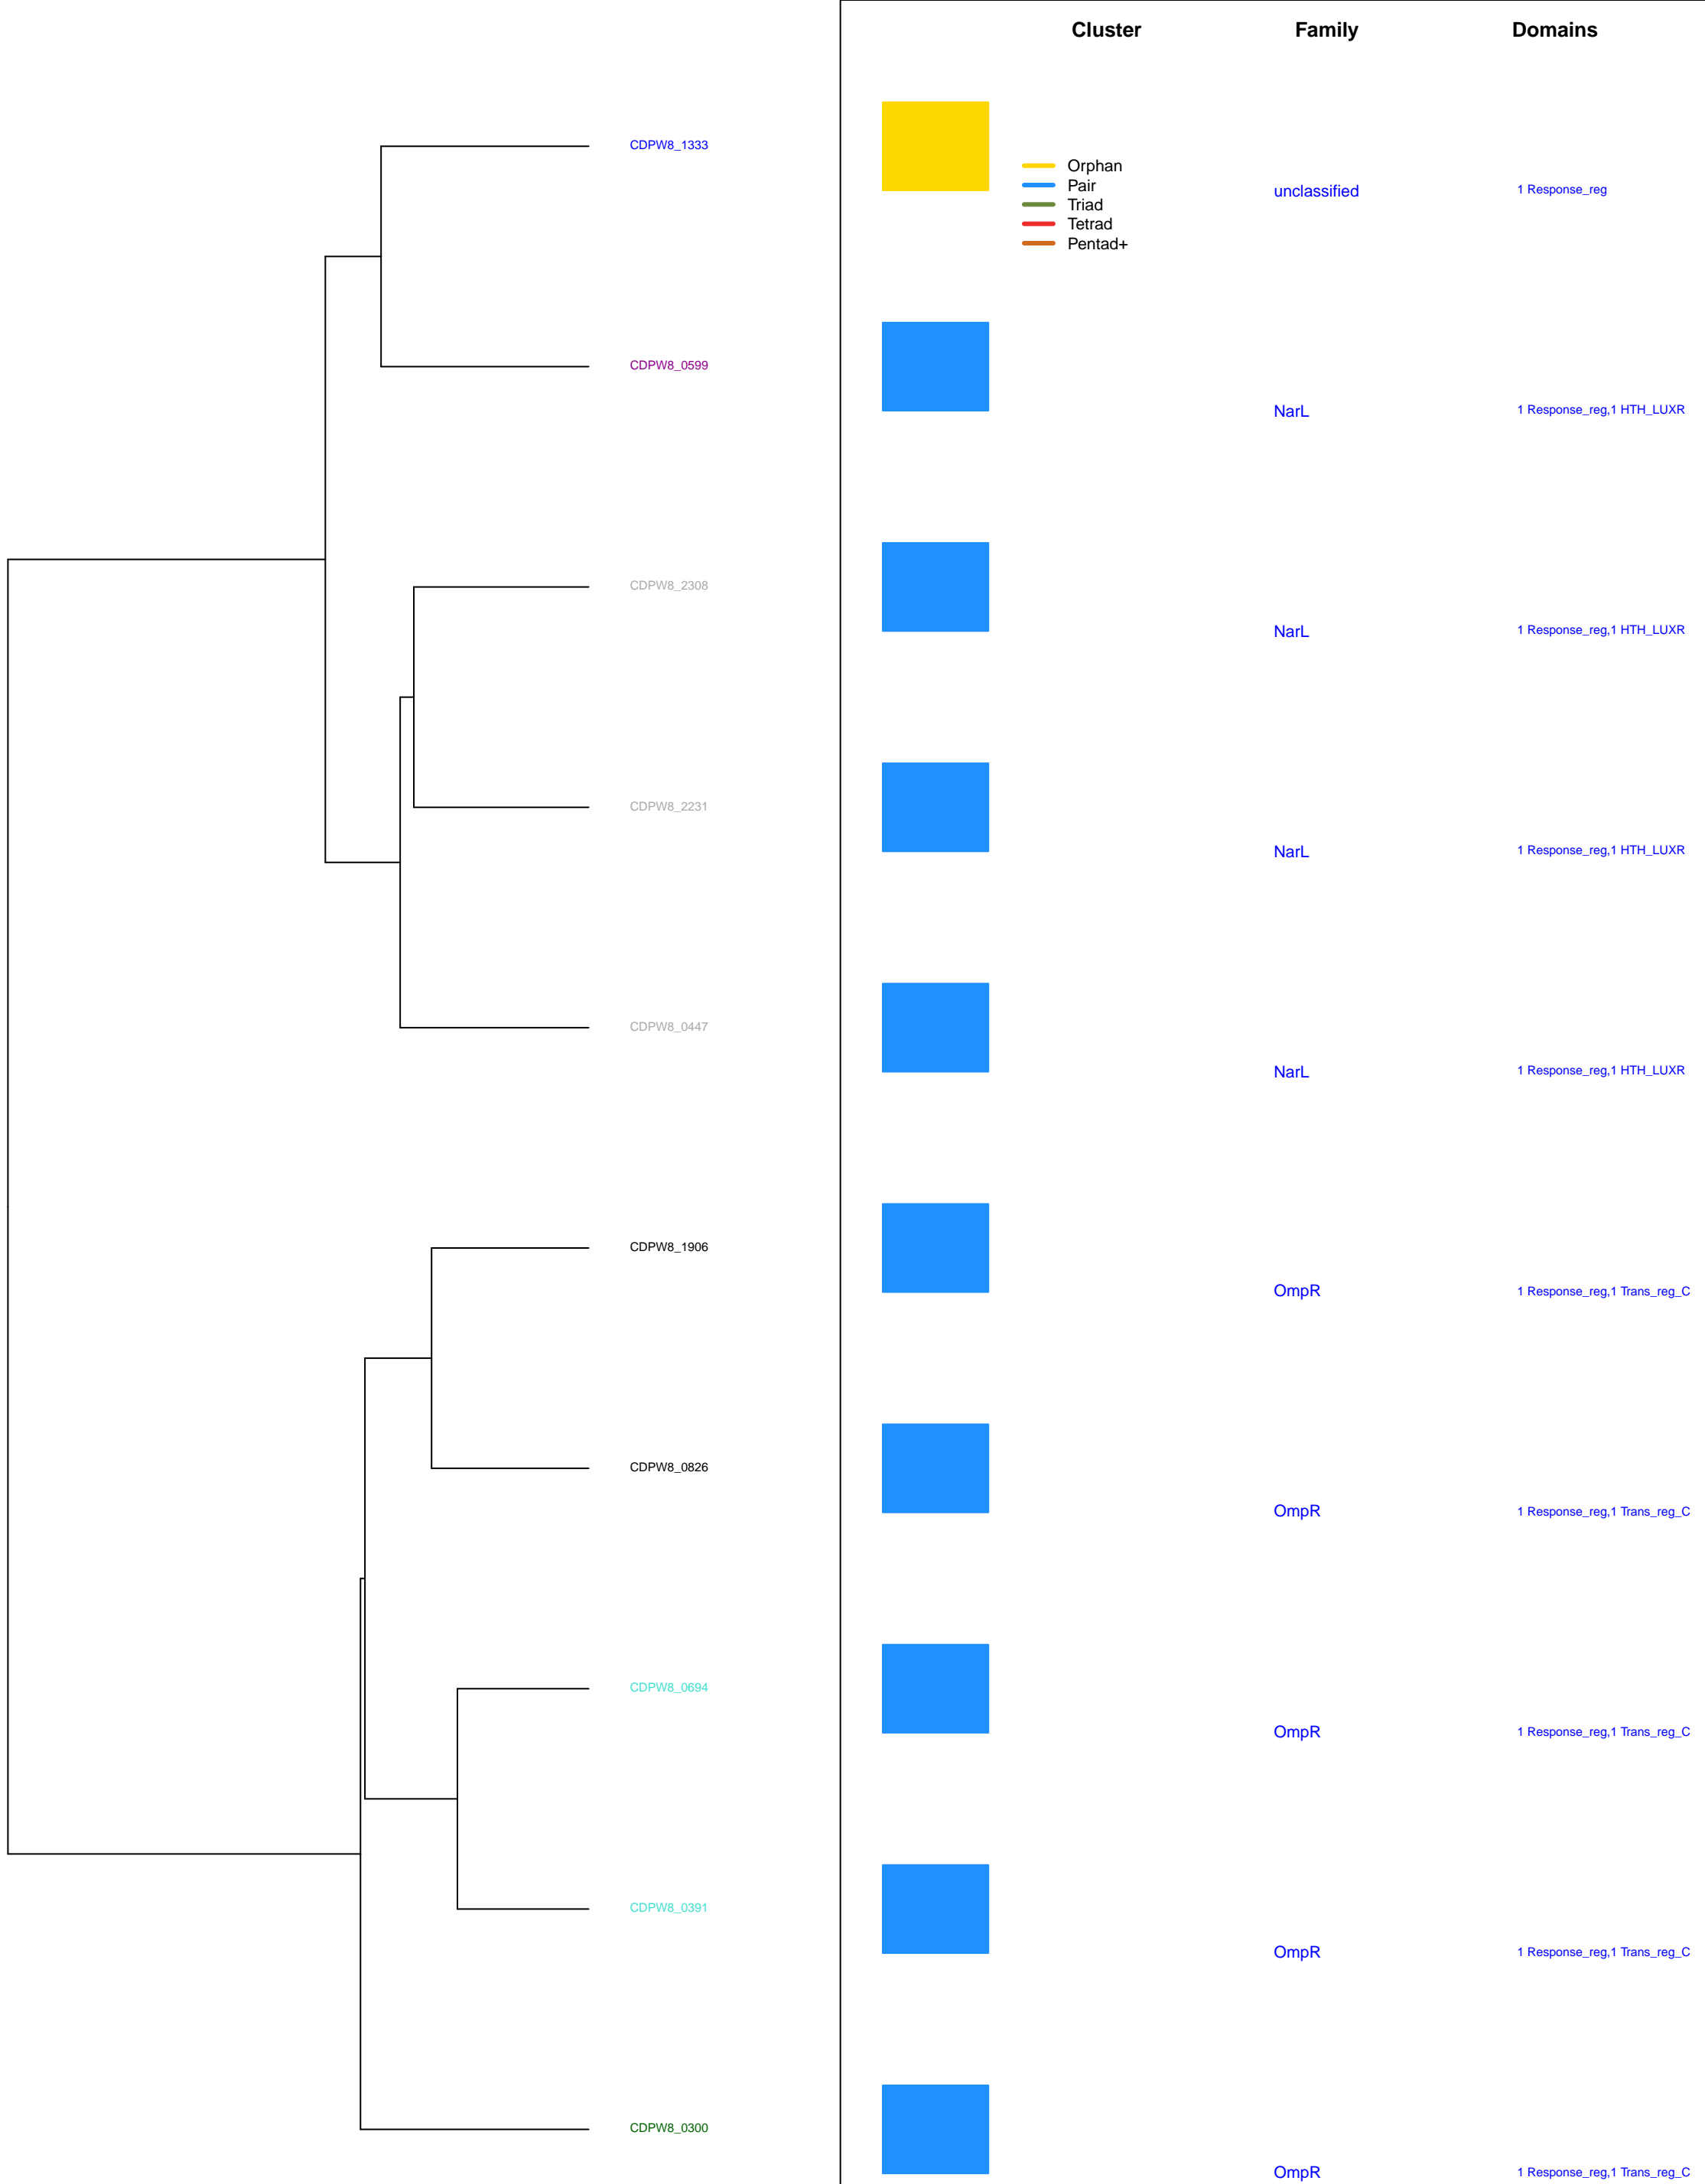 Cluster Family Domains
CDPW8_1333
Orphan
Pair
Triad
Tetrad
Pentad+
unclassified 1 Response_reg
CDPW8_0599
NarL 1 Response_reg,1 HTH_LUXR
CDPW8_2308
NarL 1 Response_reg,1 HTH_LUXR
CDPW8_2231
NarL 1 Response_reg,1 HTH_LUXR
CDPW8_0447
NarL 1 Response_reg,1 HTH_LUXR
CDPW8_1906
OmpR 1 Response_reg,1 Trans_reg_C
CDPW8_0826
OmpR 1 Response_reg,1 Trans_reg_C
CDPW8_0694
OmpR 1 Response_reg,1 Trans_reg_C
CDPW8_0391
OmpR 1 Response_reg,1 Trans_reg_C
CDPW8_0300
OmpR 1 Response_reg,1 Trans_reg_C